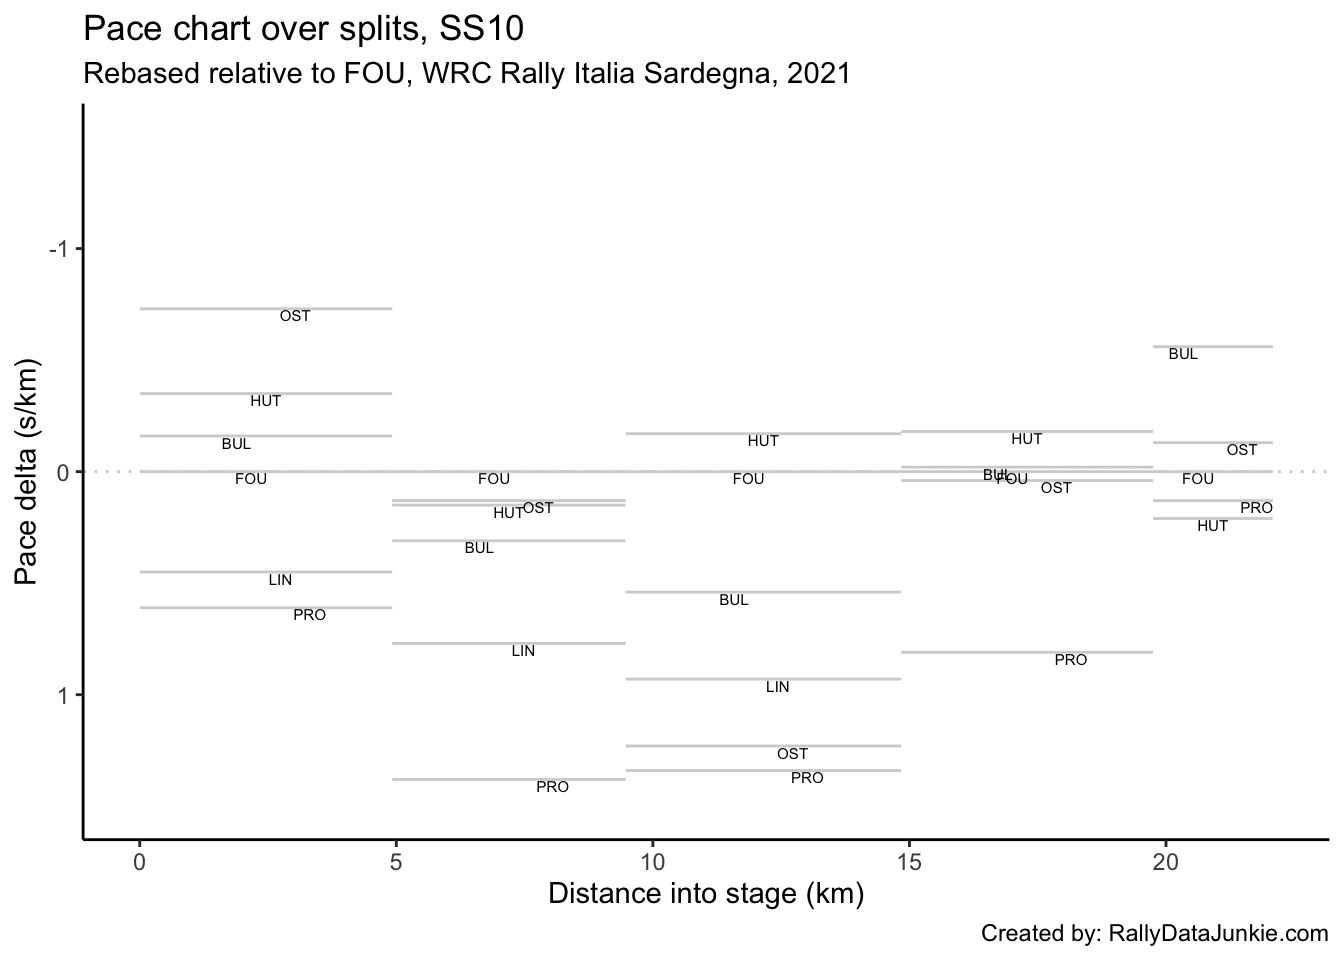 Pace chart over splits, SS10
Rebased relative to FOU, WRC Rally Italia Sardegna, 2021
Pace delta (s/km)
-1
0
1
OST
HUT
BUL
FOU
LIN
PRO
FOU
OST
HUT
BUL
LIN
PRO
HUT
FOU
BUL
LIN
OST
PRO
HUT
BUL
FOU
OST
PRO
BUL
OST
FOU
PRO
HUT
0 5 10 15 20
Distance into stage (km)
Created by: RallyDataJunkie.com